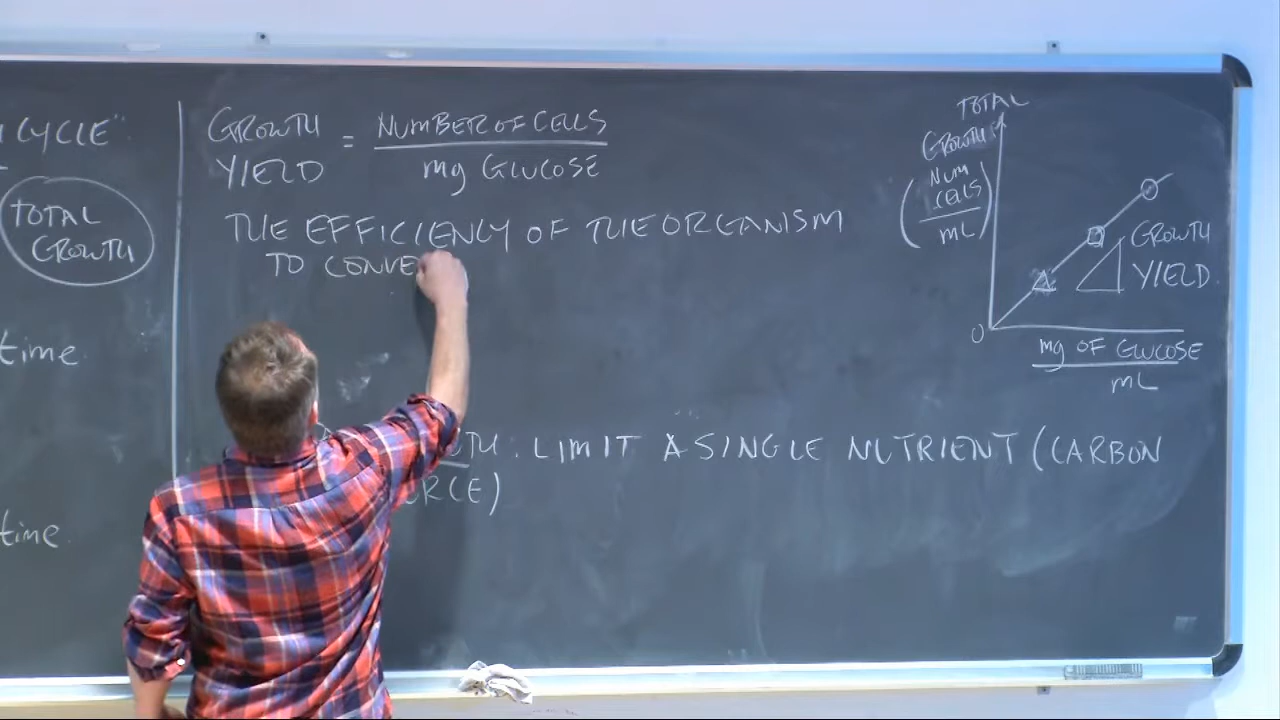 CYCLE"
TOTAL
GROWTH
time
time
GROWTH
YIELD
=
NUMBER OF CELLS
mg GLUCOSE
THE EFFICIENCY OF THE ORGANISM
TO CONVE
: LIMIT A SINGLE NUTRIENT (CARBON
RCE)
TOTAL
GROWTH
(NUM
CELLS
mL)
GROWTH
YIELD
0
mg OF GLUCOSE
mL